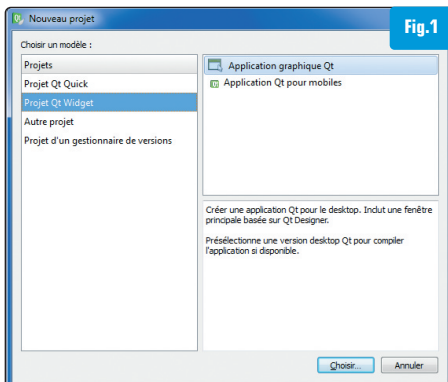 Nouveau projet
Fig.1
Choisir un modèle :
Projets
Projet Qt Quick
Projet Qt Widget
Autre projet
Projet d'un gestionnaire de versions
Application graphique Qt
Application Qt pour mobiles
Créer une application Qt pour le desktop. Indut une fenêtre
principale basée sur Qt Designer.
Présélectionne une version desktop Qt pour compiler
l'application si disponible.
Choisir...
Annuler